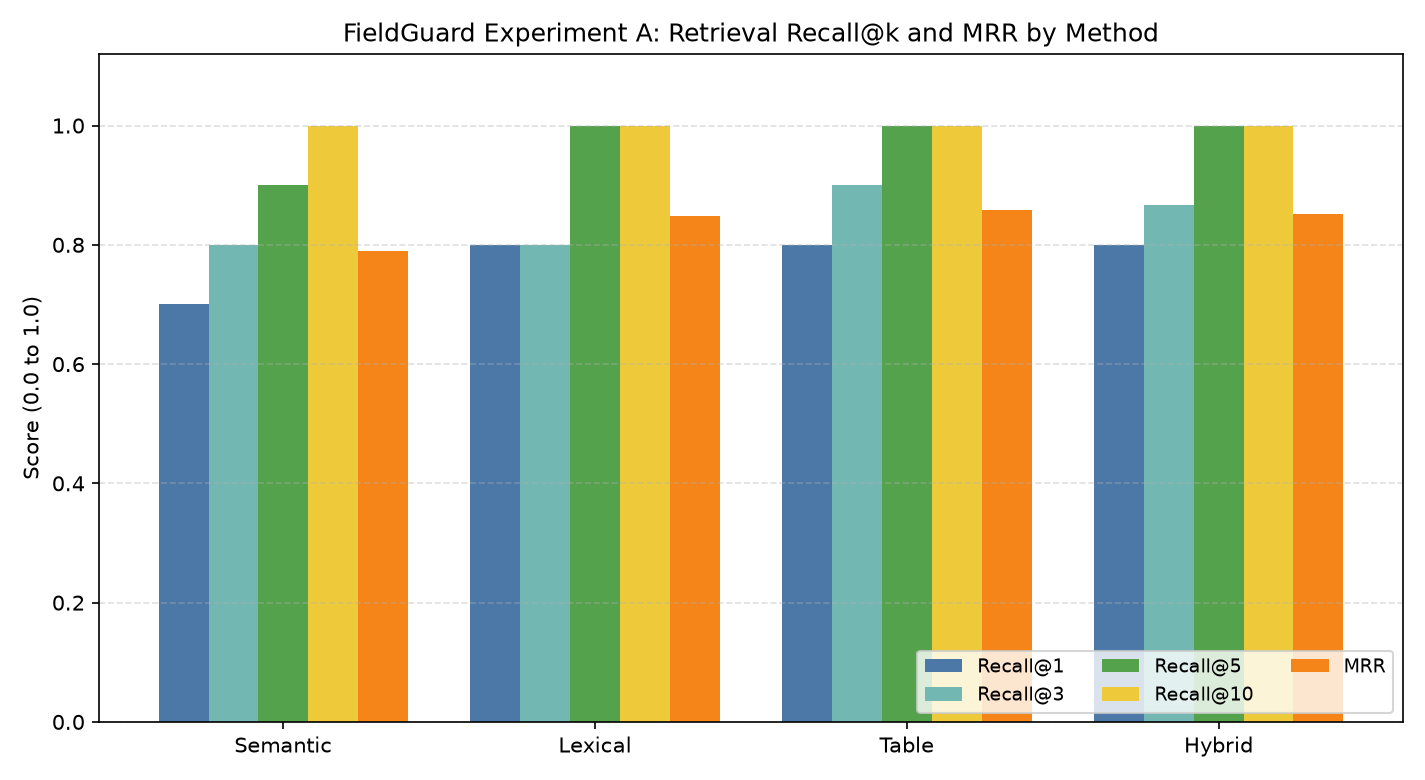 FieldGuard Experiment A: Retrieval Recall@k and MRR by Method
Score (0.0 to 1.0)
1.0
0.8
0.6
0.4
0.2
0.0
Recall@1
Recall@3
Recall@5
Recall@10
MRR
Semantic
Lexical
Table
Hybrid